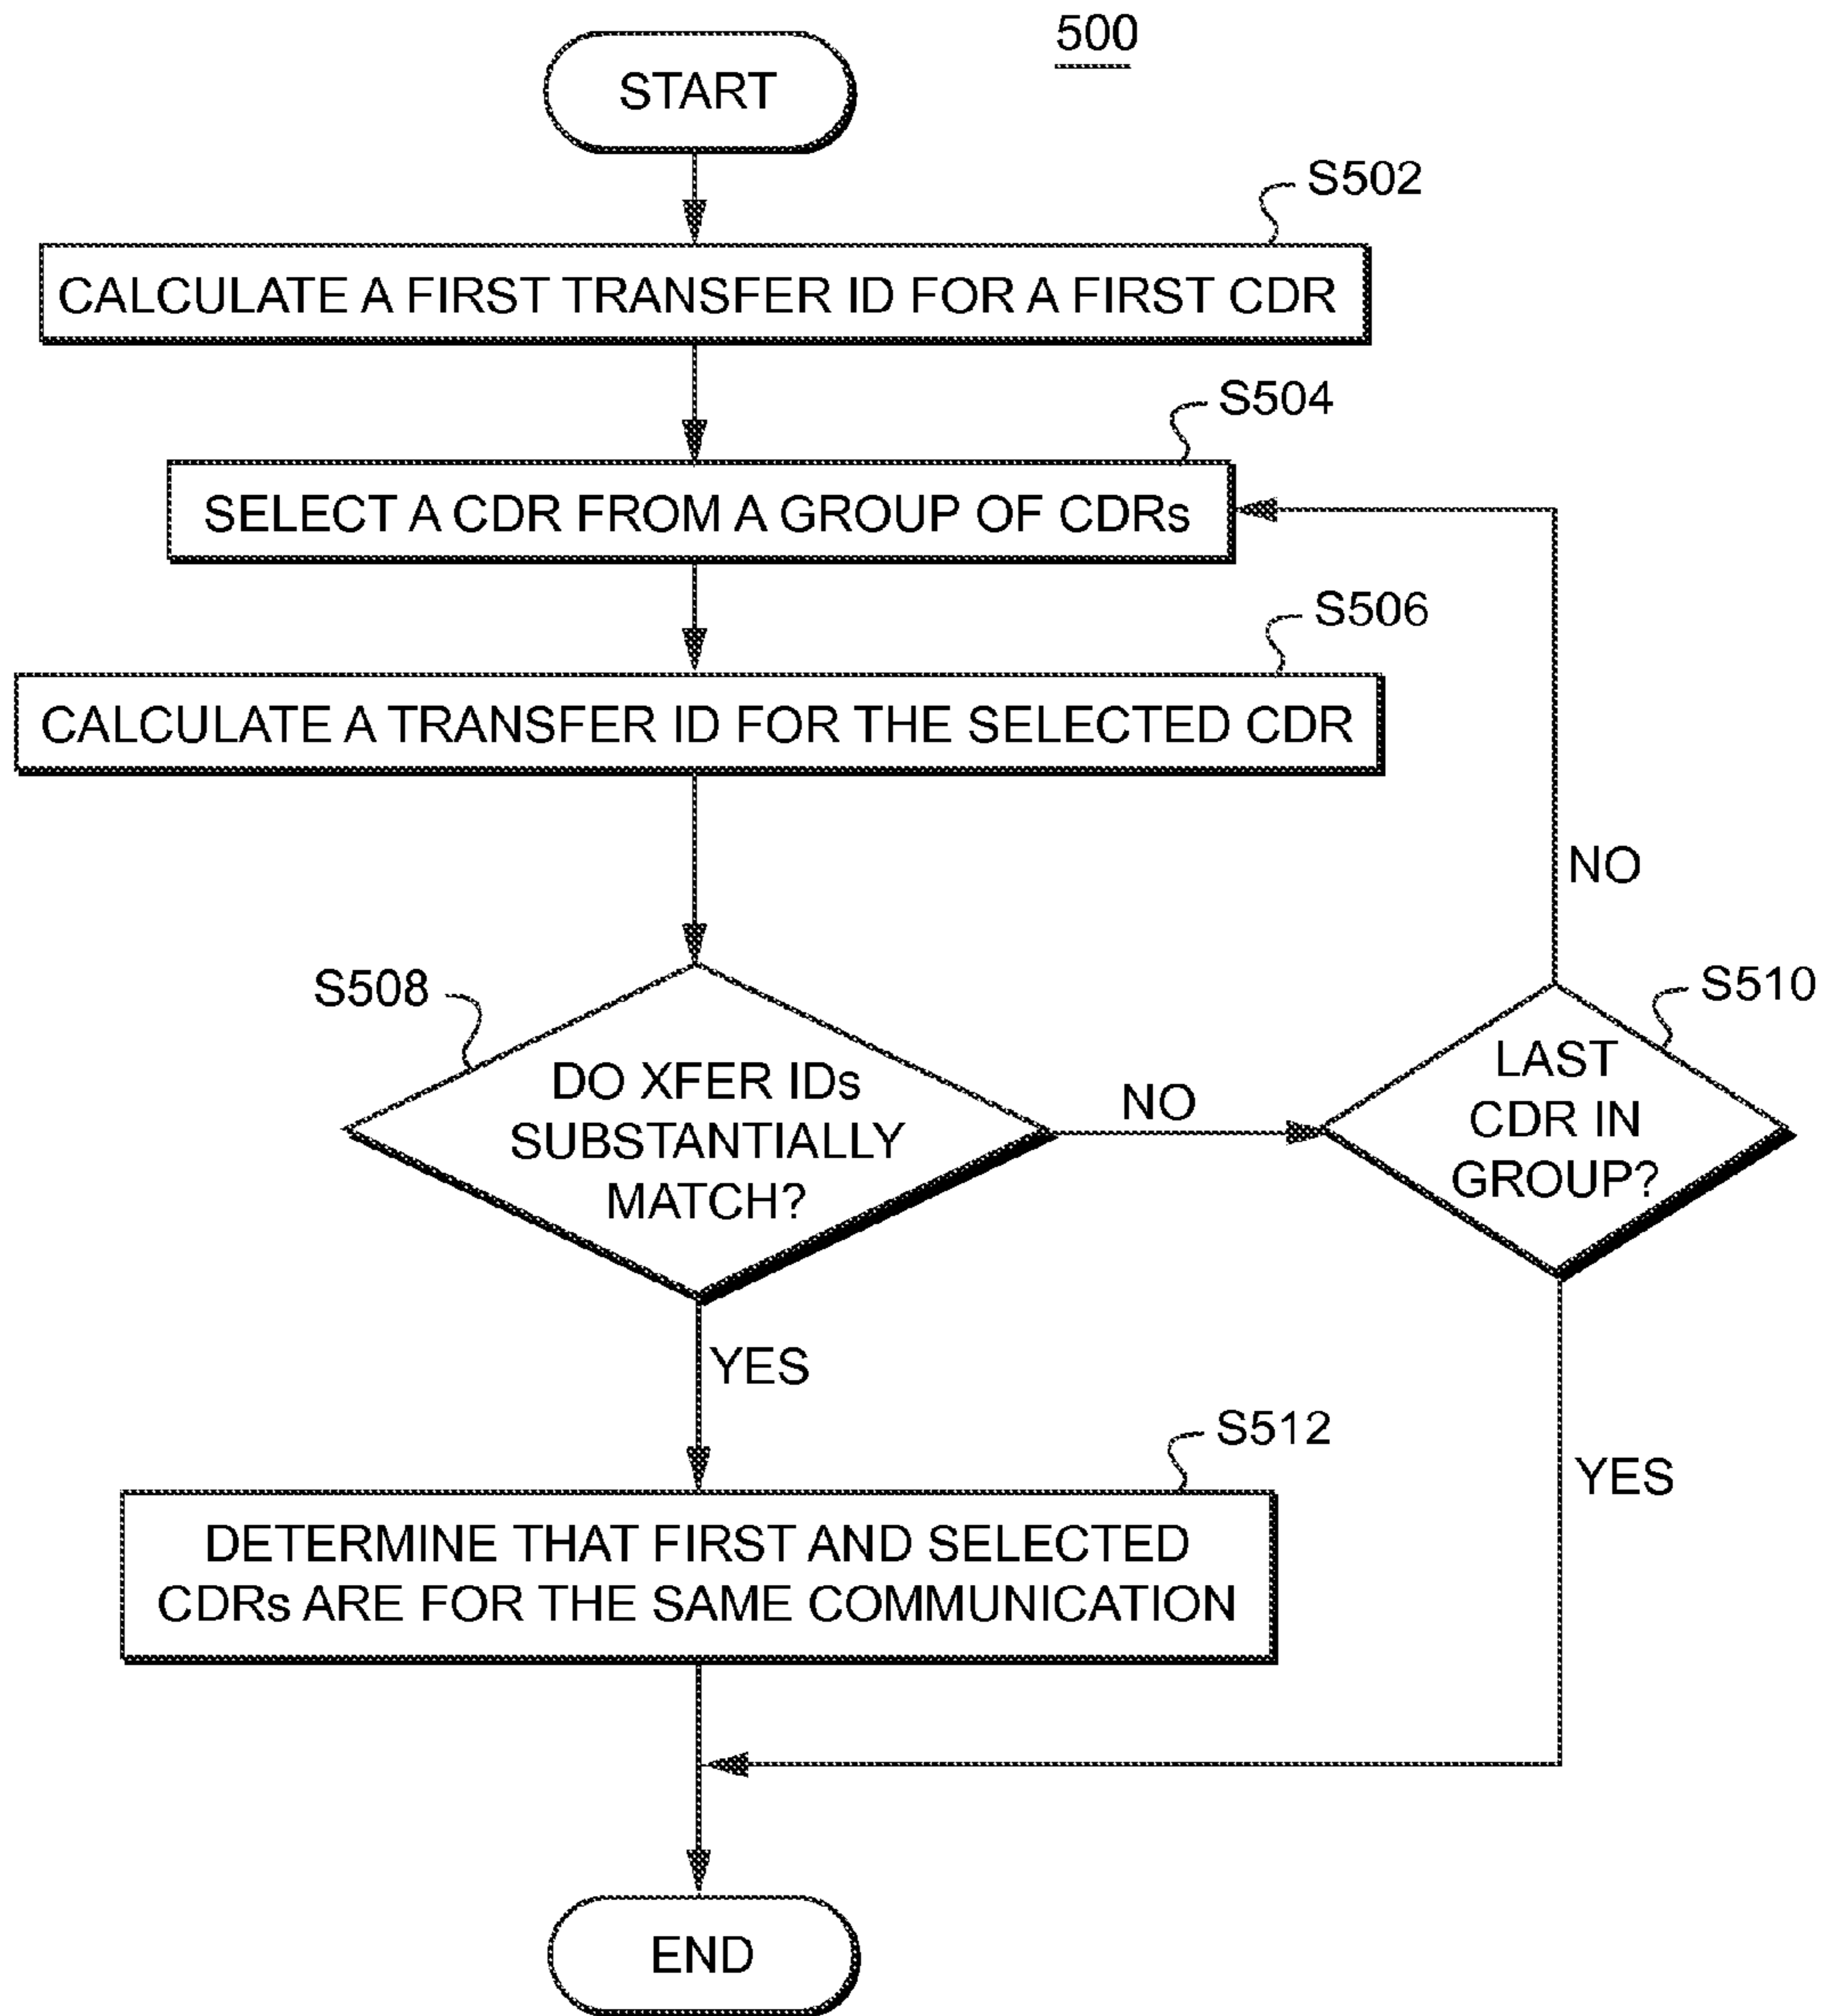 500
START
S502
CALCULATE A FIRST TRANSFER ID FOR A FIRST CDR
S504
SELECT A CDR FROM A GROUP OF CDRs
S506
CALCULATE A TRANSFER ID FOR THE SELECTED CDR
NO
S508
S510
DO XFER IDs
SUBSTANTIALLY
MATCH?
NO
LAST
CDR IN
GROUP?
YES
YES
S512
DETERMINE THAT FIRST AND SELECTED
CDRs ARE FOR THE SAME COMMUNICATION
END